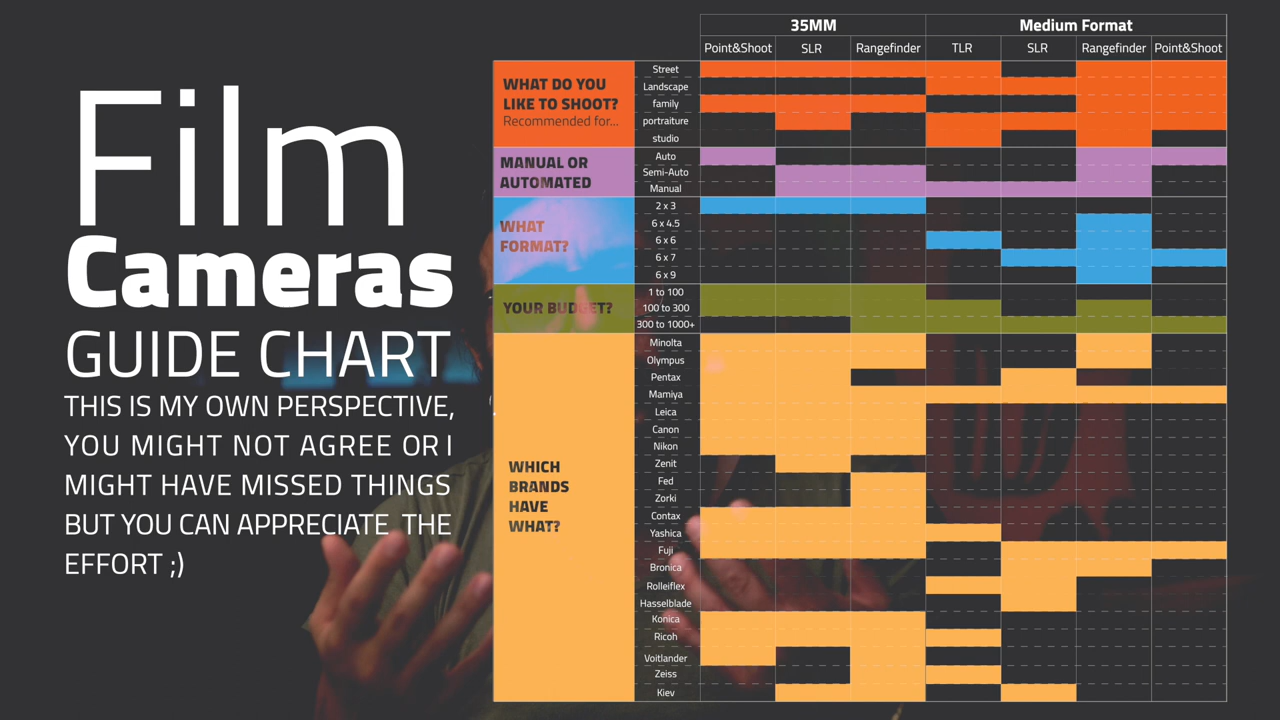 Film
Cameras
GUIDE CHART
THIS IS MY OWN PERSPECTIVE,
YOU MIGHT NOT AGREE OR I
MIGHT HAVE MISSED THINGS
BUT YOU CAN APPRECIATE THE
EFFORT ;)
35MM
Medium Format
Point&Shoot
SLR
Rangefinder
TLR
SLR
Rangefinder
Point&Shoot
WHAT DO YOU
LIKE TO SHOOT?
Recommended for...
Street
Landscape
family
portraiture
studio
MANUAL OR
AUTOMATED
Auto
Semi-Auto
Manual
WHAT
FORMAT?
2 x 3
6 x 4.5
6 x 6
6 x 7
6 x 9
YOUR BUDGET?
1 to 100
100 to 300
300 to 1000+
WHICH
BRANDS
HAVE
WHAT?
Minolta
Olympus
Pentax
Mamiya
Leica
Canon
Nikon
Zenit
Fed
Zorki
Contax
Yashica
Fuji
Bronica
Rolleiflex
Hasselblade
Konica
Ricoh
Voitlander
Zeiss
Kiev